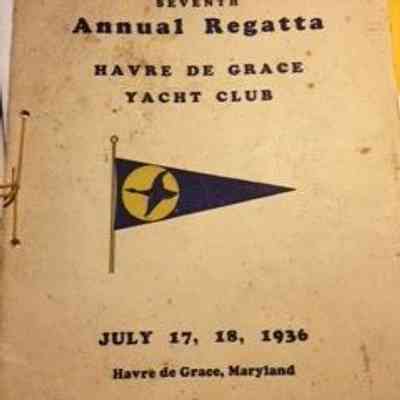 SEVENTH
Annual Regatta
HAVRE DE GRACE
YACHT CLUB
JULY 17, 18, 1936
Havre de Grace, Maryland